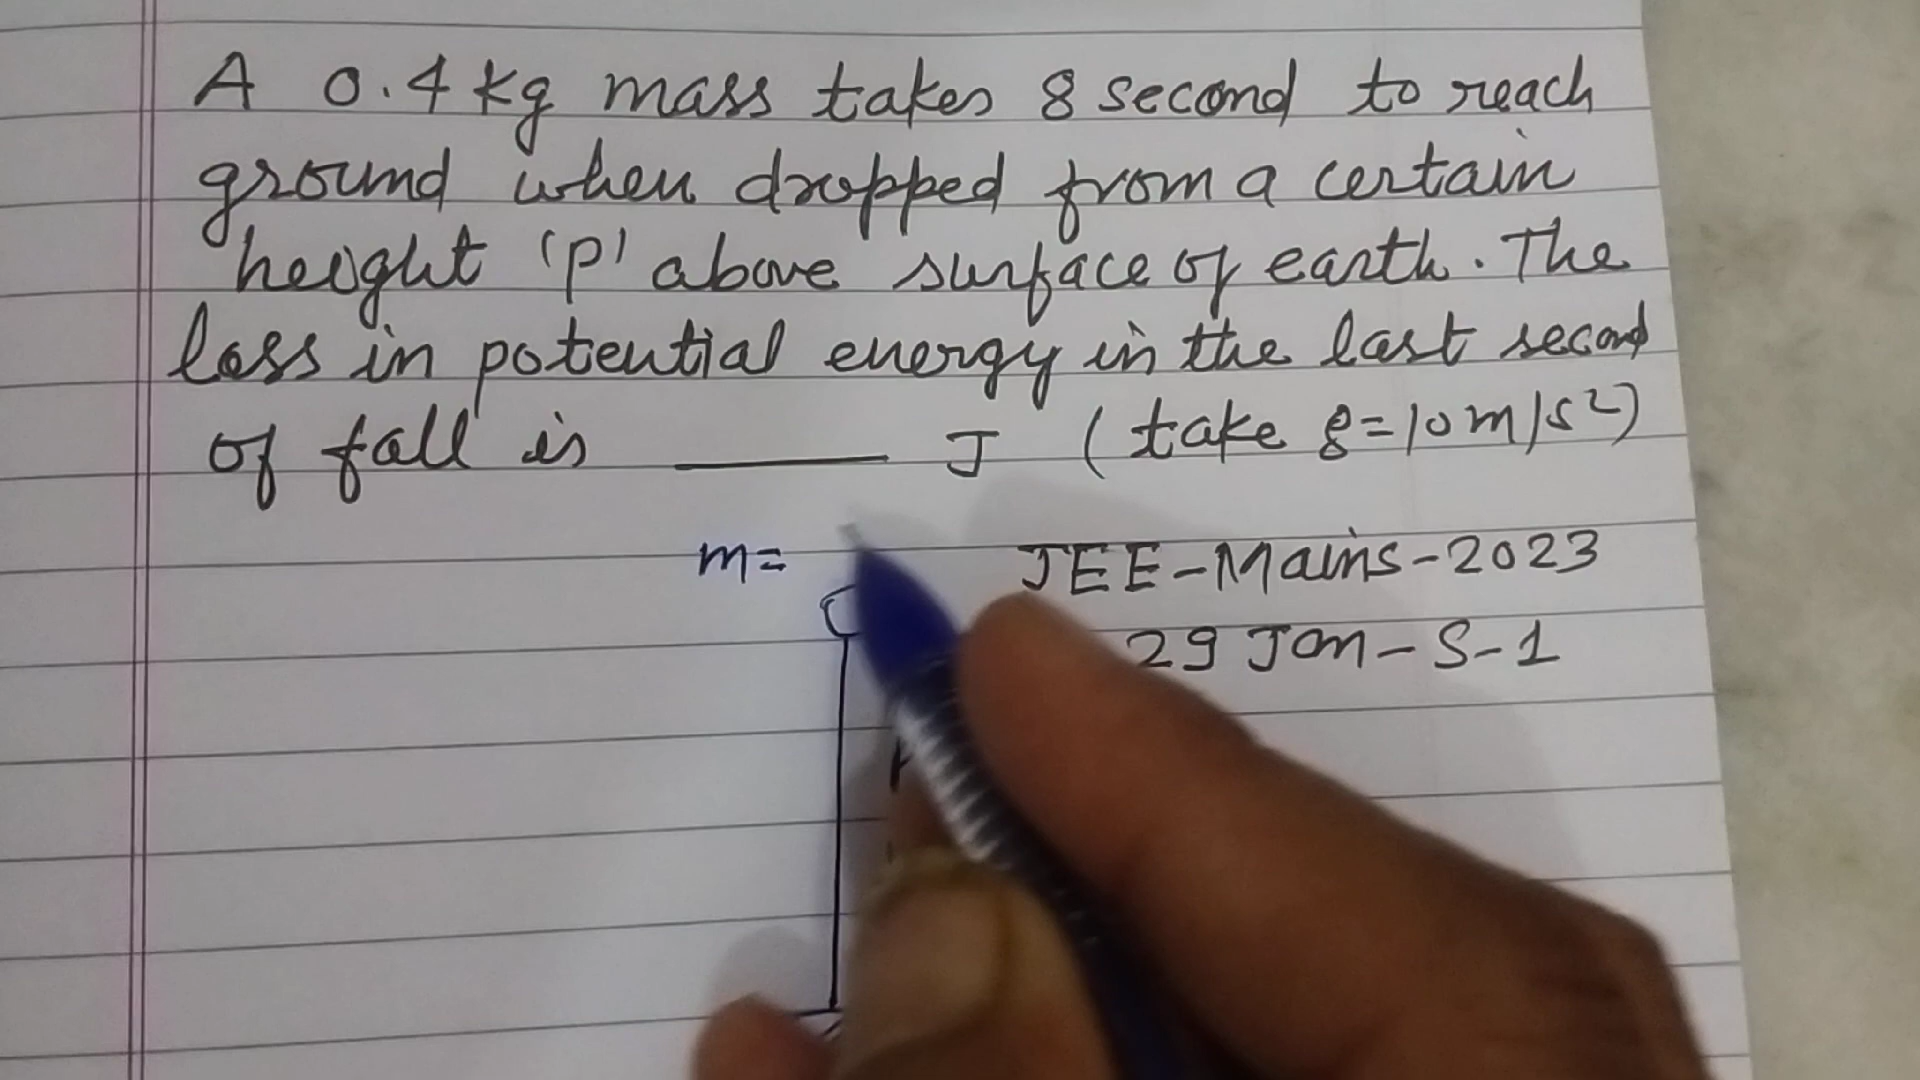 A 0.4 kg mass takes 8 second to reach
ground when dropped from a certain
height 'P' above surface of earth. The
loss in potential energy in the last second
of fall is ______ J (take g=10m/s²)
m=
JEE-Mains-2023
29 Jan-S-1